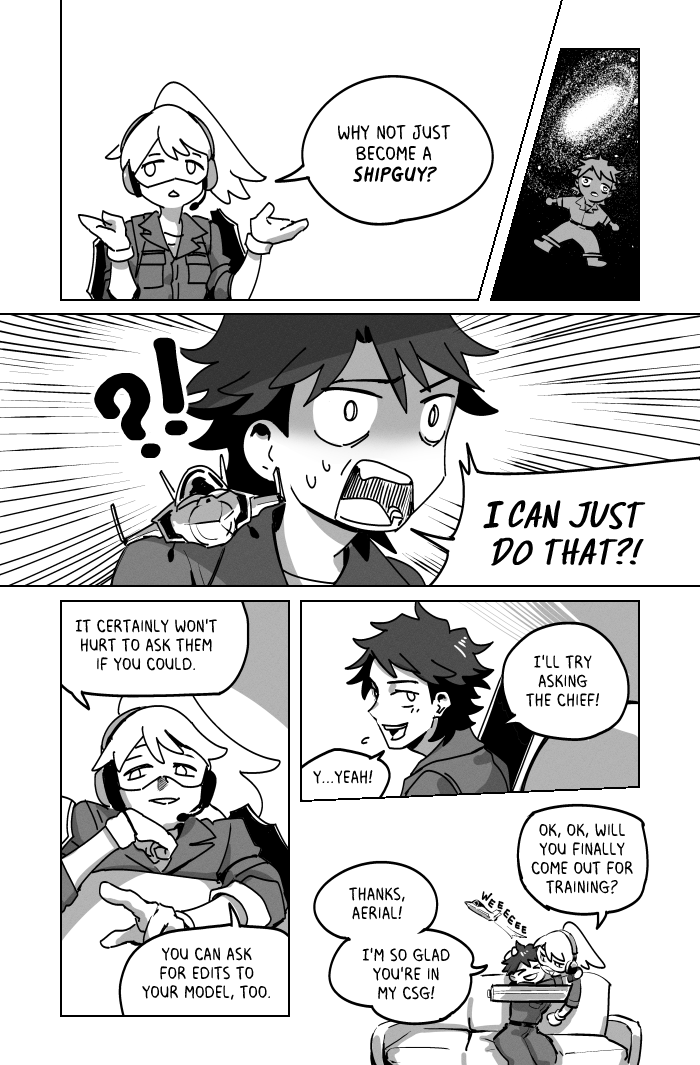 WHY NOT JUST
BECOME A
SHIPGUY?
?!
I CAN JUST
DO THAT?!
IT CERTAINLY WON'T
HURT TO ASK THEM
IF YOU COULD.
YOU CAN ASK
FOR EDITS TO
YOUR MODEL, TOO.
I'LL TRY
ASKING
THE CHIEF!
Y...YEAH!
OK, OK, WILL
YOU FINALLY
COME OUT FOR
TRAINING?
WEEEEEE
THANKS,
AERIAL!
I'M SO GLAD
YOU'RE IN
MY CSG!